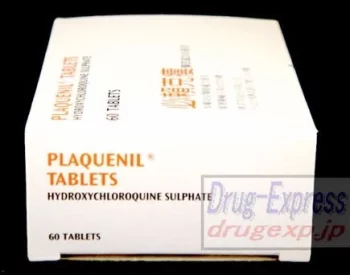 PLAQUENIL TABLETS
HYDROXYCHLOROQUINE SULPHATE
60 TABLETS
PLAQUENIL®
TABLETS
HYDROXYCHLOROQUINE SULPHATE
60 TABLETS
Drug-Express
drugexp.jp